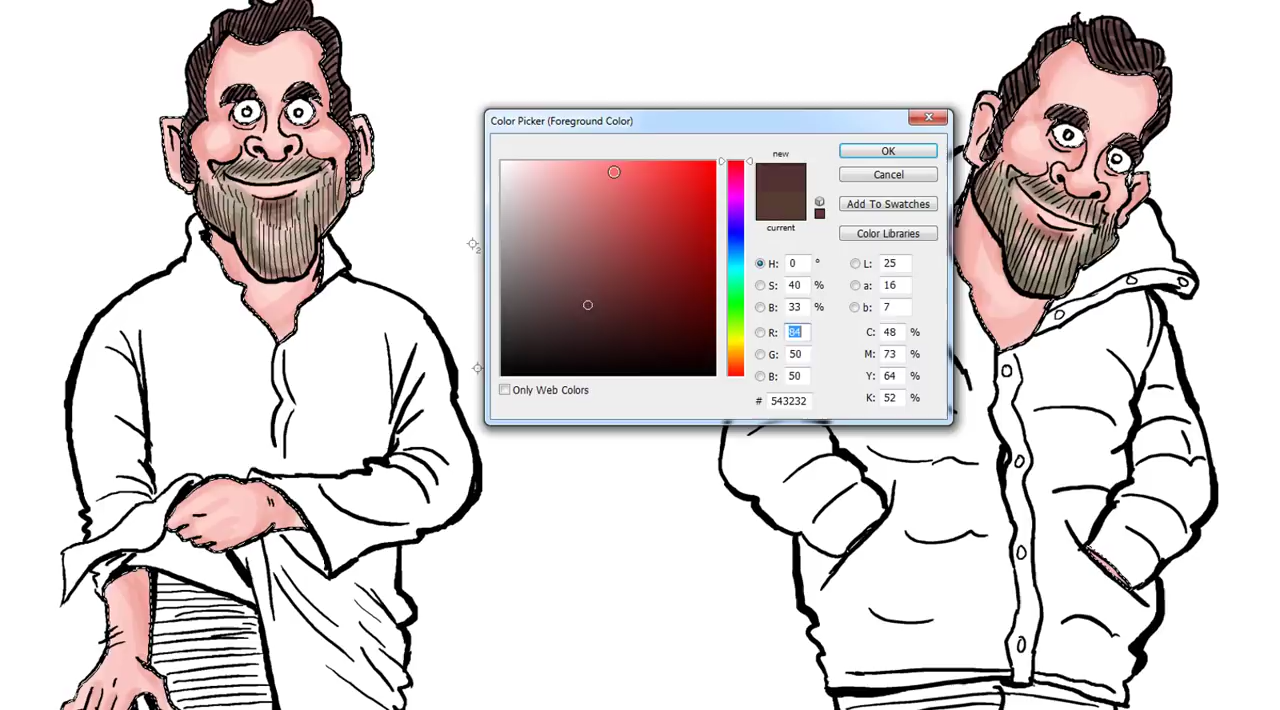 Color Picker (Foreground Color)
new
current
OK
Cancel
Add To Swatches
Color Libraries
H: 0 °
S: 40 %
B: 33 %
R: 84
G: 50
B: 50
# 543232
L: 25
a: 16
b: 7
C: 48 %
M: 73 %
Y: 64 %
K: 52 %
Only Web Colors
2